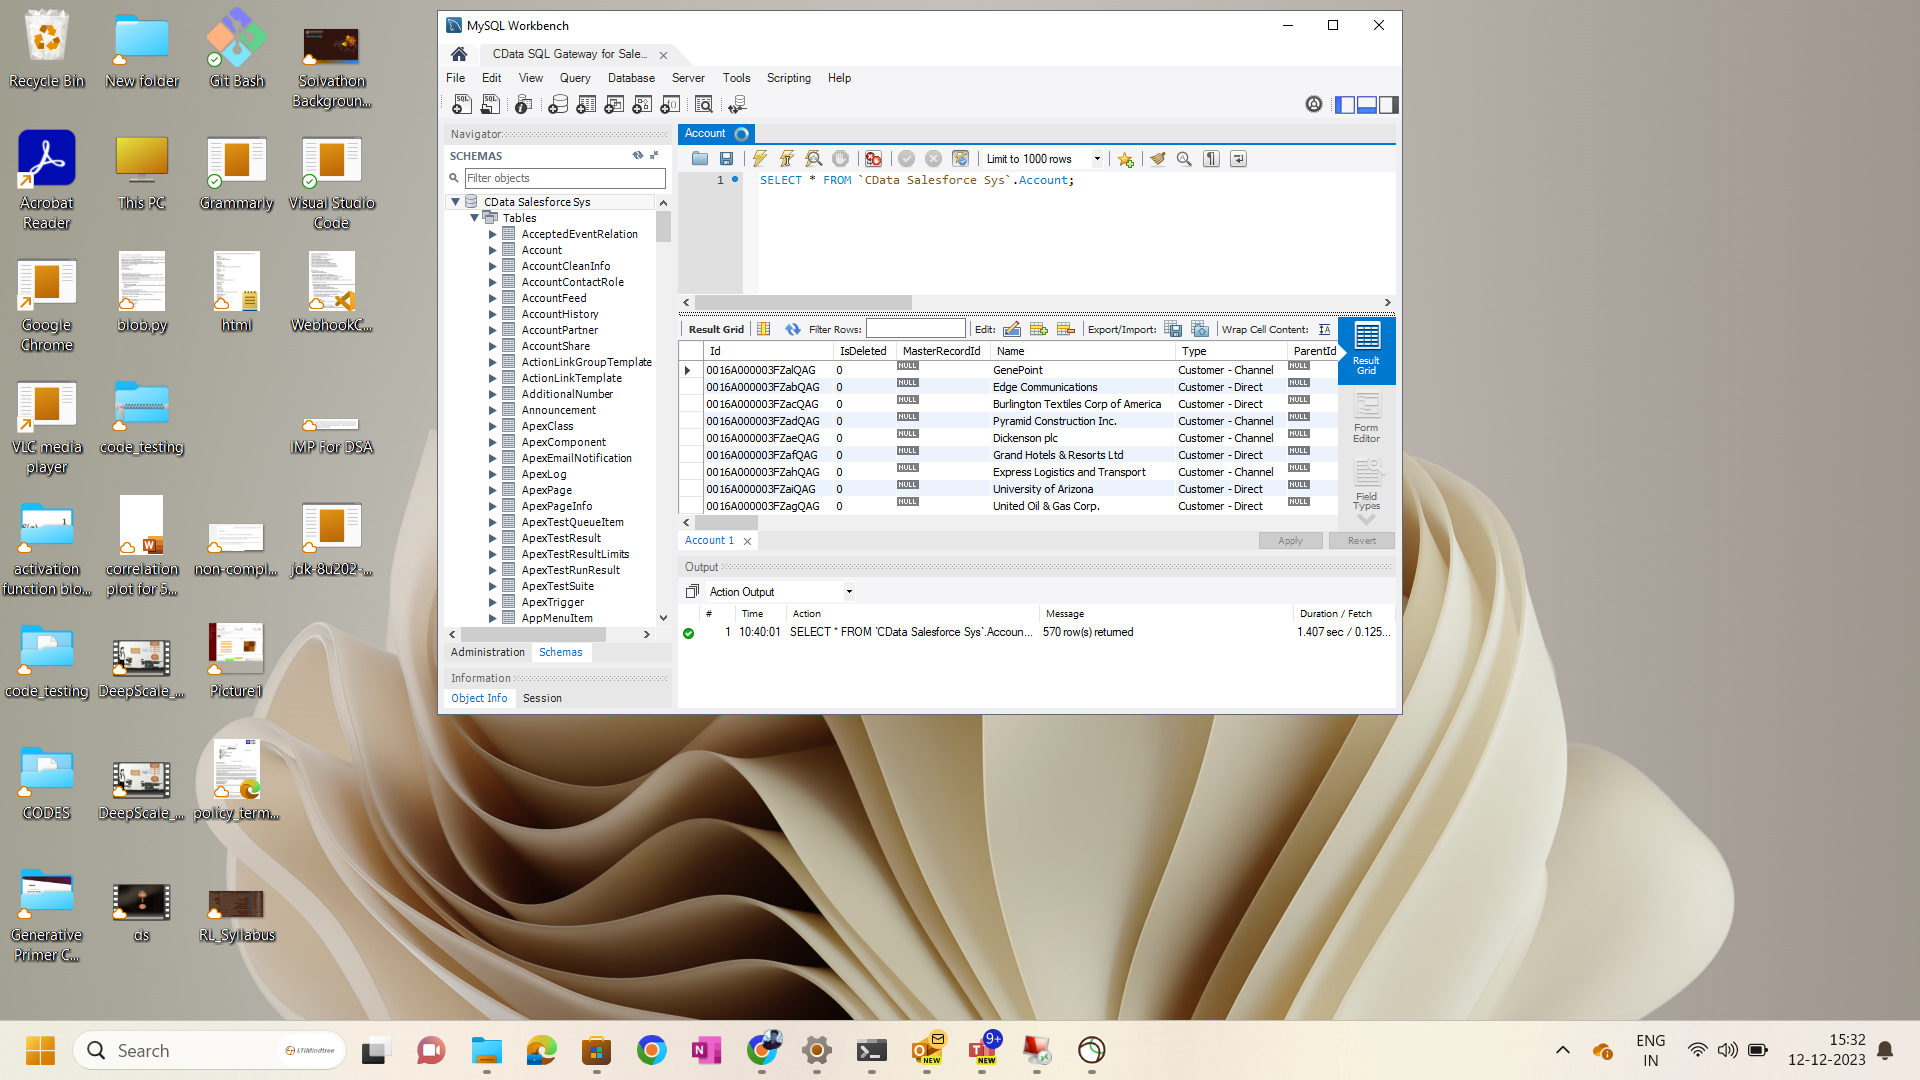 Recycle Bin
New folder
Git Bash
Solvathon
Backgroun...
Acrobat
Reader
This PC
Grammarly
Visual Studio
Code
Google
Chrome
blob.py
html
WebhookC...
VLC media
player
code_testing
IMP For DSA
activation
function blo...
correlation
plot for 5...
non-compl...
jdk-8u202-...
code_testing
DeepScale_...
Picture1
CODES
DeepScale_...
policy_term...
Generative
Primer C...
ds
RL_Syllabus
MySQL Workbench
CData SQL Gateway for Sale...
File Edit View Query Database Server Tools Scripting Help
Navigator
SCHEMAS
Filter objects
CData Salesforce Sys
Tables
AcceptedEventRelation
Account
AccountCleanInfo
AccountContactRole
AccountFeed
AccountHistory
AccountPartner
AccountShare
ActionLinkGroupTemplate
ActionLinkTemplate
AdditionalNumber
Announcement
ApexClass
ApexComponent
ApexEmailNotification
ApexLog
ApexPage
ApexPageInfo
ApexTestQueueItem
ApexTestResult
ApexTestResultLimits
ApexTestRunResult
ApexTestSuite
ApexTrigger
AppMenuItem
Administration Schemas
Information
Object Info Session
Account
Limit to 1000 rows
1 SELECT * FROM `CData Salesforce Sys`.Account;
Result Grid Filter Rows: Edit: Export/Import: Wrap Cell Content:
Id IsDeleted MasterRecordId Name Type ParentId
0016A000003FZalQAG 0 NULL GenePoint Customer - Channel NULL
0016A000003FZabQAG 0 NULL Edge Communications Customer - Direct NULL
0016A000003FZacQAG 0 NULL Burlington Textiles Corp of America Customer - Direct NULL
0016A000003FZadQAG 0 NULL Pyramid Construction Inc. Customer - Channel NULL
0016A000003FZaeQAG 0 NULL Dickenson plc Customer - Channel NULL
0016A000003FZafQAG 0 NULL Grand Hotels & Resorts Ltd Customer - Direct NULL
0016A000003FZahQAG 0 NULL Express Logistics and Transport Customer - Channel NULL
0016A000003FZaiQAG 0 NULL University of Arizona Customer - Direct NULL
0016A000003FZagQAG 0 NULL United Oil & Gas Corp. Customer - Direct NULL
Result
Grid
Form
Editor
Field
Types
Account 1
Apply Revert
Output
Action Output
# Time Action Message Duration / Fetch
1 10:40:01 SELECT * FROM `CData Salesforce Sys`.Accoun... 570 row(s) returned 1.407 sec / 0.125...
Search
LTIMindtree
NEW
9+
NEW
ENG
IN
15:32
12-12-2023